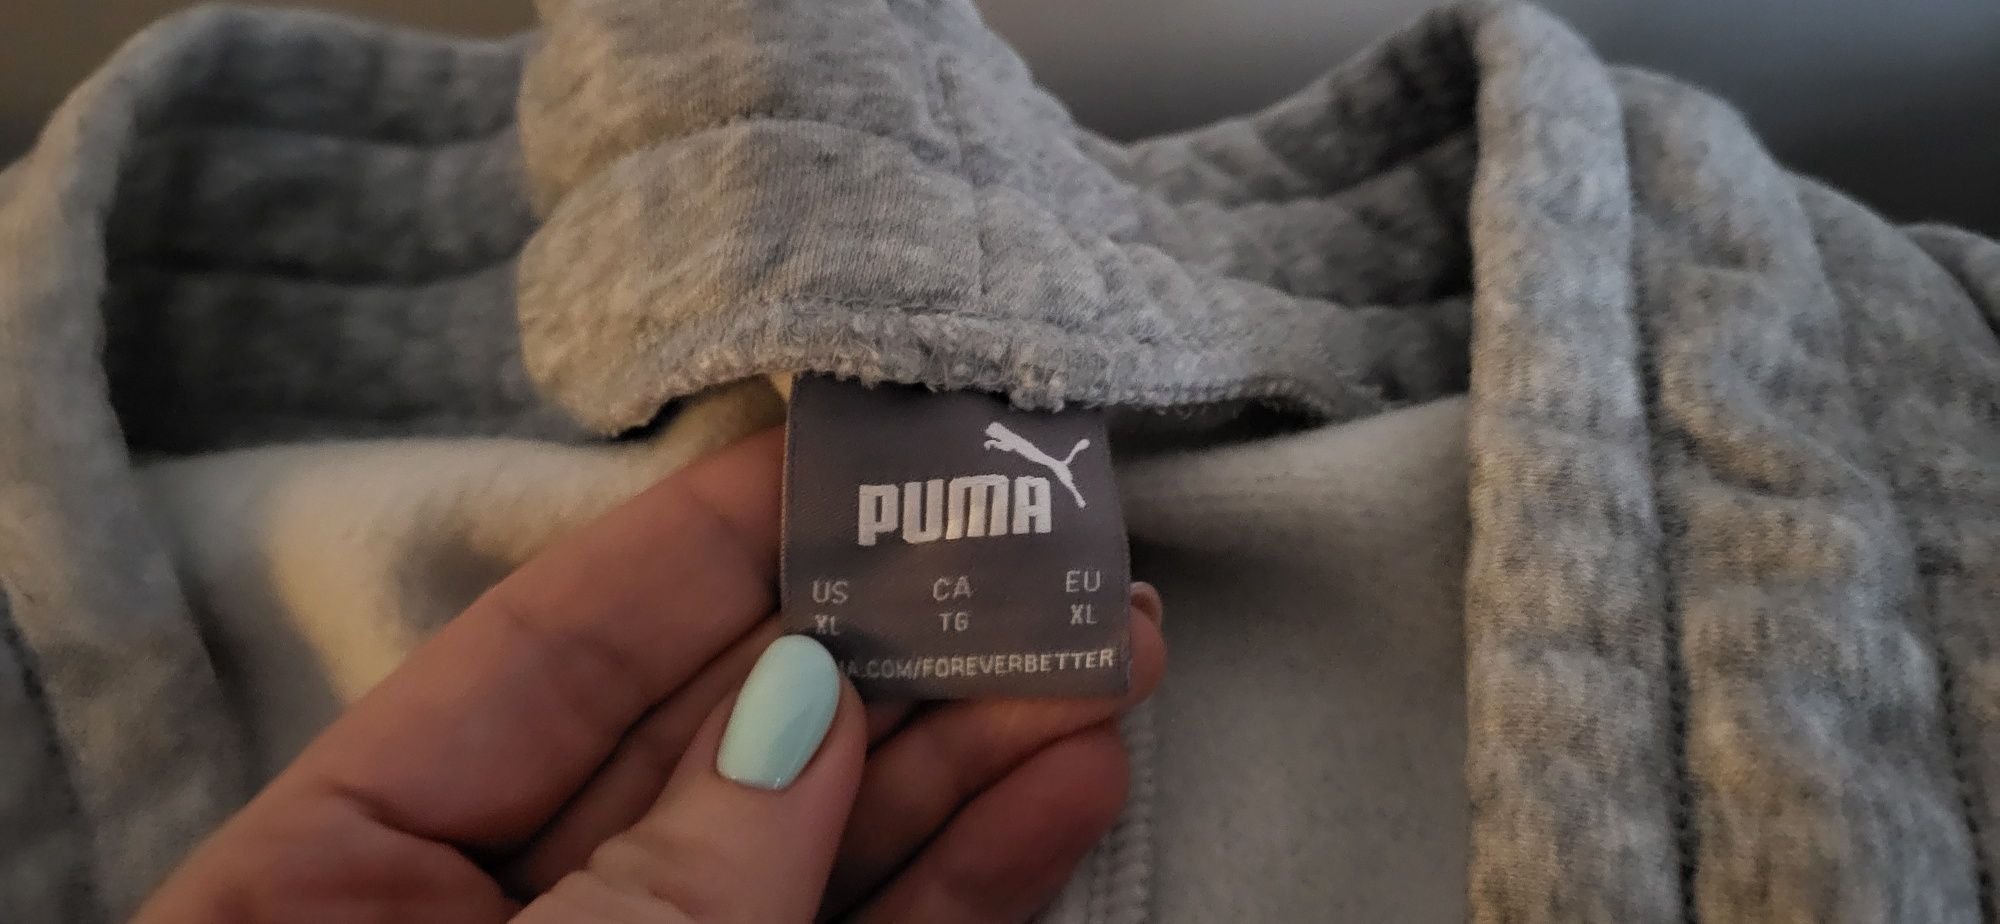 PUMA
US CA EU
XL TG XL
.COM/FOREVERBETTER